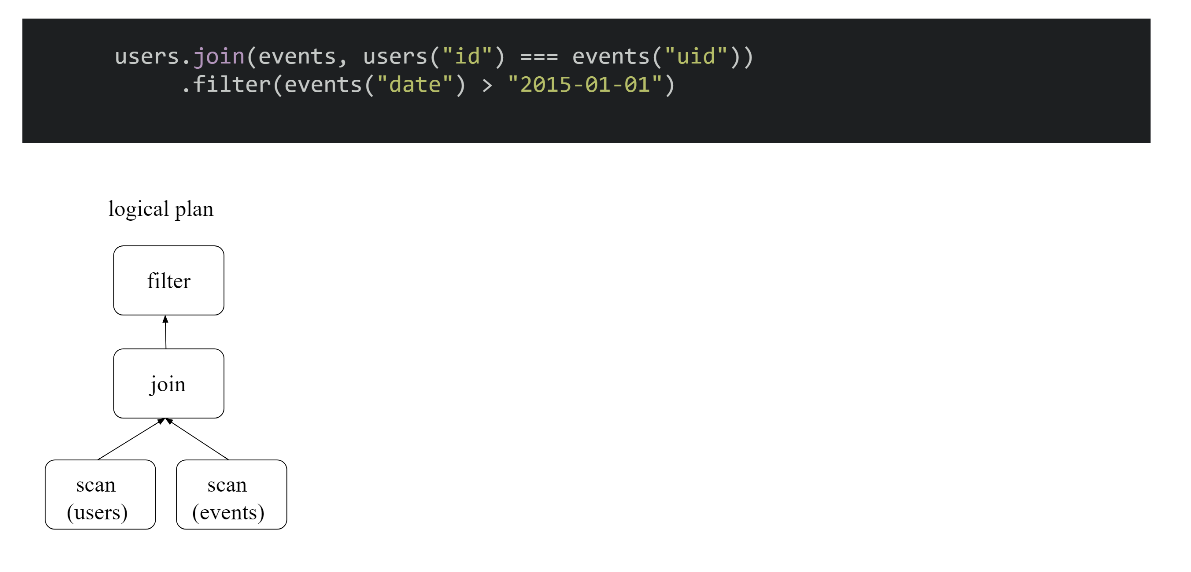 users.join(events, users("id") === events("uid"))
.filter(events("date") > "2015-01-01")
logical plan
filter
join
scan
(users)
scan
(events)